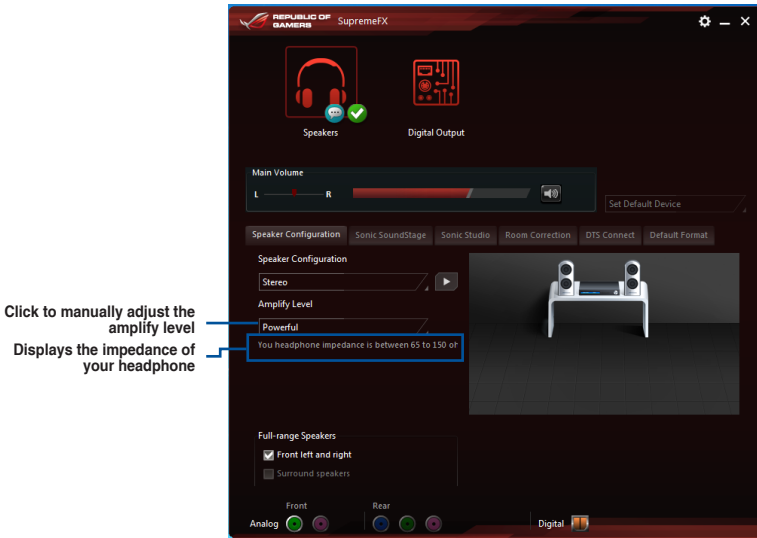 REPUBLIC OF
GAMERS
SupremeFX
Speakers
Digital Output
Main Volume
L R
Set Default Device
Speaker Configuration Sonic SoundStage Sonic Studio Room Correction DTS Connect Default Format
Speaker Configuration
Stereo
Amplify Level
Click to manually adjust the
amplify level
Powerful
Displays the impedance of
your headphone
You headphone impedance is between 65 to 150 oh
Full-range Speakers
Front left and right
Surround speakers
Front Rear
Analog Digital